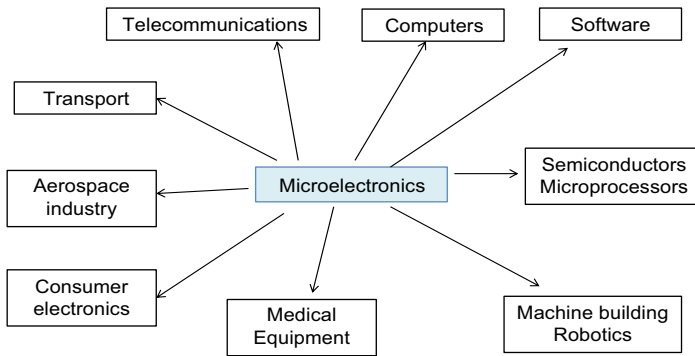 Telecommunications
Computers
Software
Transport
Semiconductors
Microprocessors
Aerospace
industry
Microelectronics
Consumer
electronics
Medical
Equipment
Machine building
Robotics